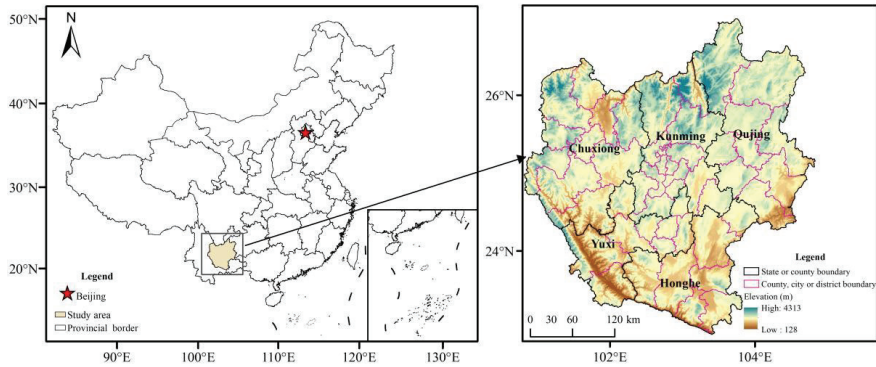 50°N
40°N
30°N
20°N
N
Legend
Beijing
Study area
Provincial border
90°E
100°E
110°E
120°E
130°E
26°N
24°N
Chuxiong
Kunming
Qujing
Yuxi
Honghe
Legend
State or county boundary
County, city or district boundary
Elevation (m)
High: 4313
Low : 128
0 30 60 120 km
102°E
104°E